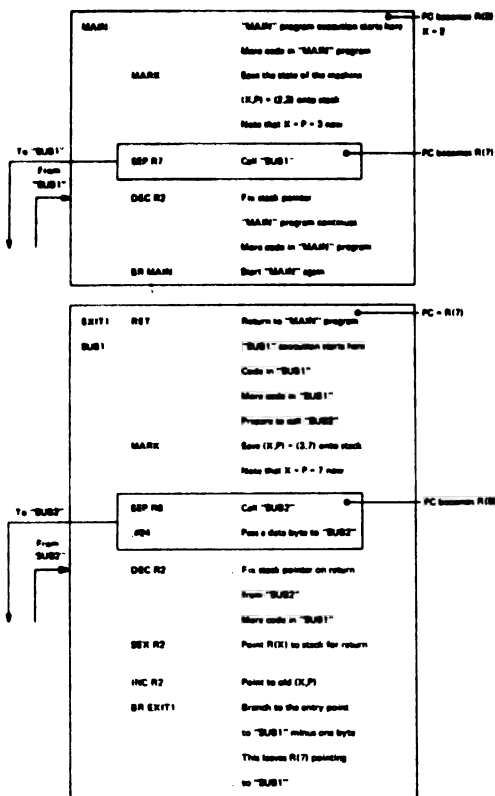 PC becomes R(3)
X = 2
MAIN "MAIN" program execution starts here
More code in "MAIN" program
MARK Save the state of the machine
(X,P) = (2,3) onto stack
Note that X = P = 3 now
To "SUB1"
From "SUB1"
SEP R7 Call "SUB1"
PC becomes R(7)
DEC R2 Fix stack pointer
"MAIN" program continues
More code in "MAIN" program
BR MAIN Start "MAIN" again
EXIT1 RET Return to "MAIN" program
PC = R(7)
SUB1 "SUB1" execution starts here
Code in "SUB1"
More code in "SUB1"
Prepare to call "SUB2"
MARK Save (X,P) = (3,7) onto stack
Note that X = P = 7 now
To "SUB2"
From "SUB2"
SEP R8 Call "SUB2"
PC becomes R(8)
,#04 Pass a data byte to "SUB2"
DEC R2 Fix stack pointer on return
from "SUB2"
More code in "SUB1"
SEX R2 Point R(X) to stack for return
INC R2 Point to old (X,P)
BR EXIT1 Branch to the entry point
to "SUB1" minus one byte
This leaves R(7) pointing
to "SUB1"